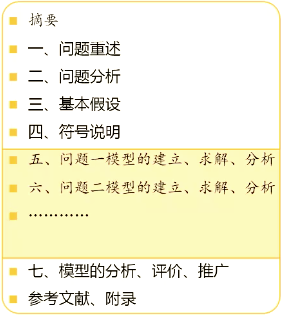 摘要
一、问题重述
二、问题分析
三、基本假设
四、符号说明
五、问题一模型的建立、求解、分析
六、问题二模型的建立、求解、分析
…………
七、模型的分析、评价、推广
参考文献、附录